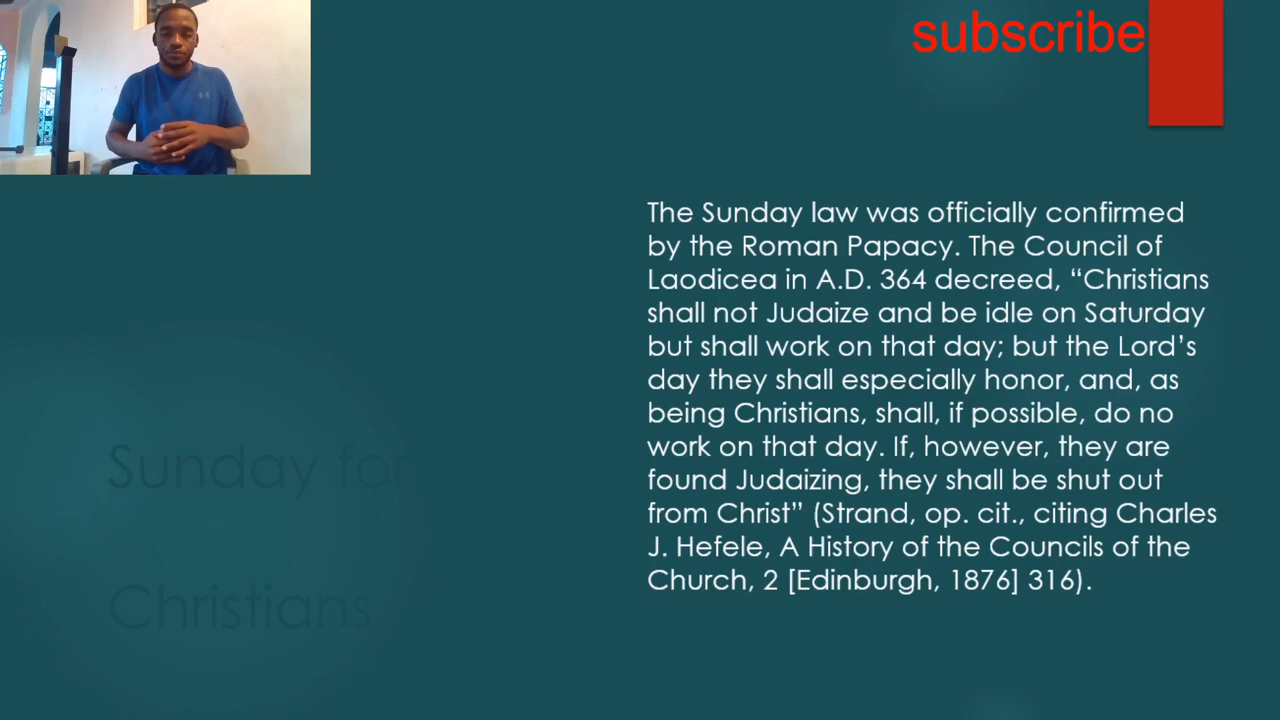 subscribe
The Sunday law was officially confirmed
by the Roman Papacy. The Council of
Laodicea in A.D. 364 decreed, “Christians
shall not Judaize and be idle on Saturday
but shall work on that day; but the Lord’s
day they shall especially honor, and, as
being Christians, shall, if possible, do no
work on that day. If, however, they are
found Judaizing, they shall be shut out
from Christ” (Strand, op. cit., citing Charles
J. Hefele, A History of the Councils of the
Church, 2 [Edinburgh, 1876] 316).
Sunday for
Christians